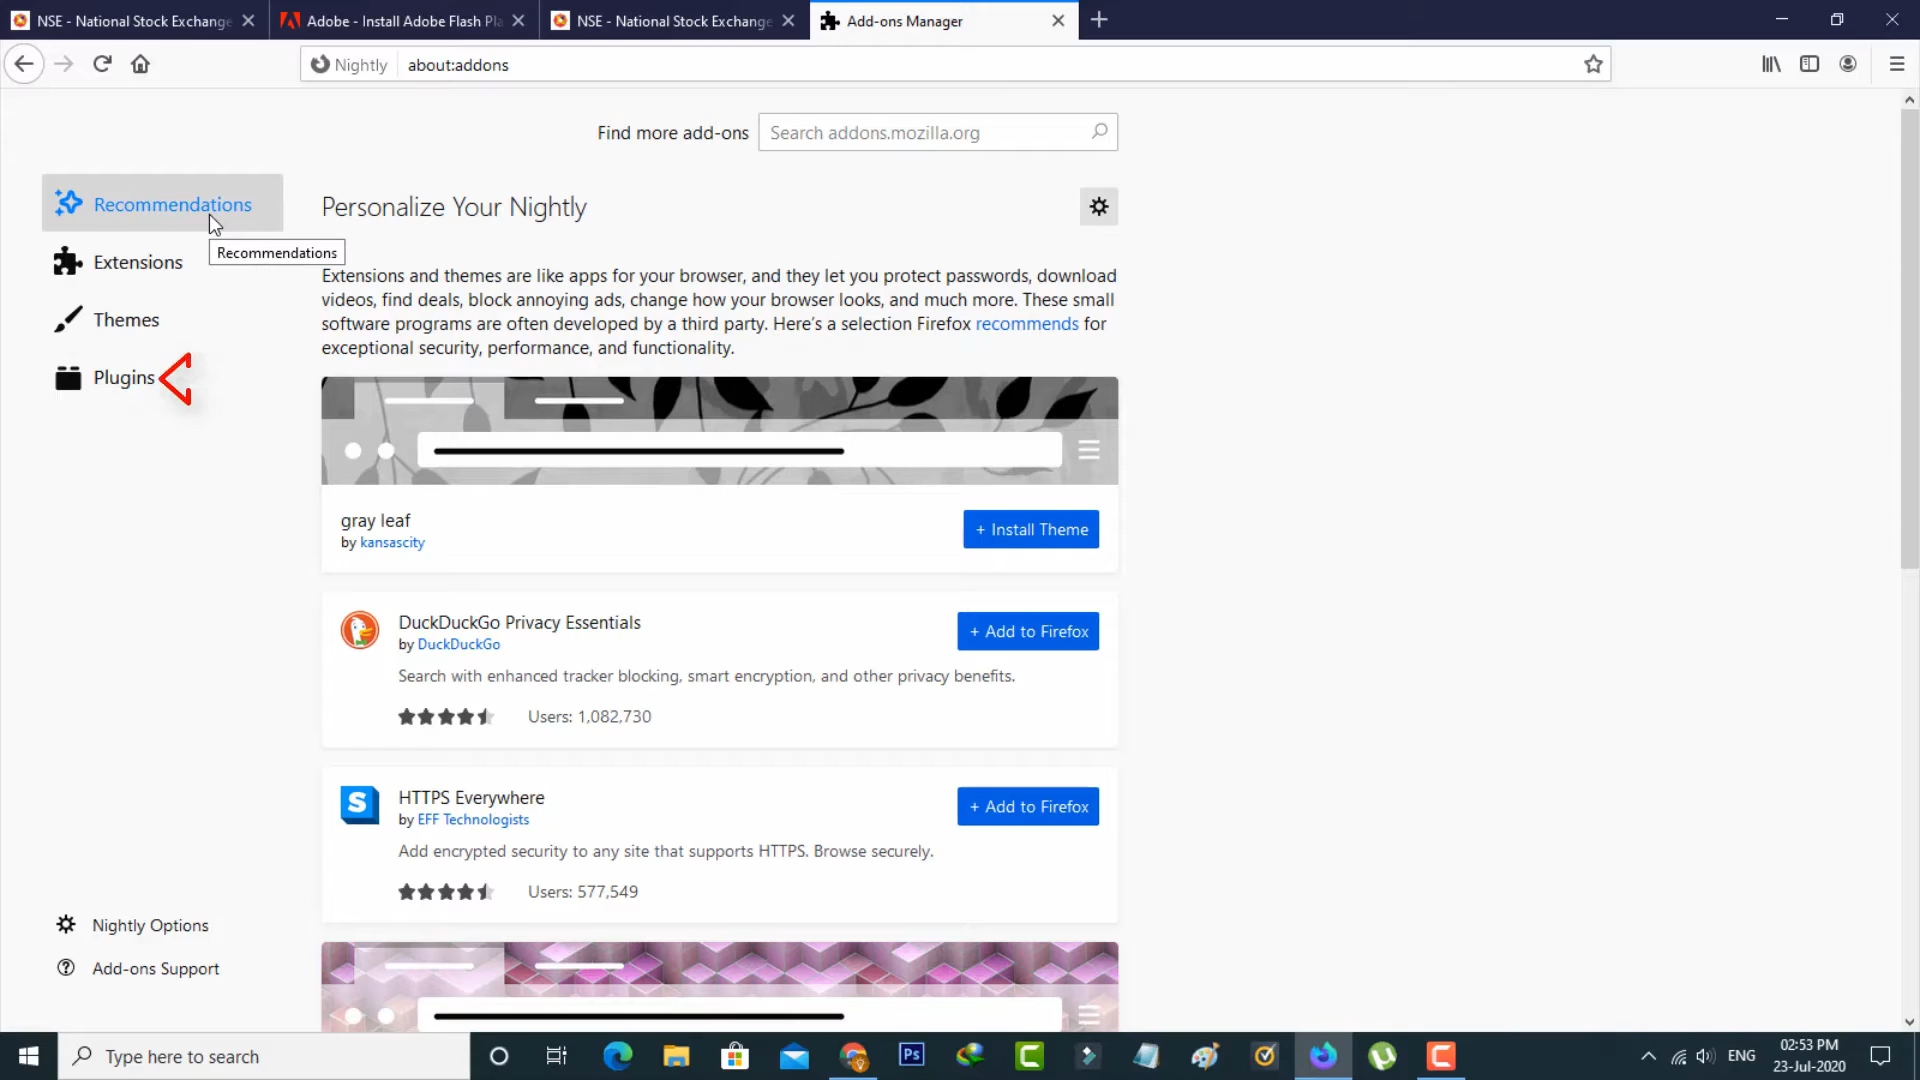 NSE - National Stock Exchange
Adobe - Install Adobe Flash Pla
NSE - National Stock Exchange
Add-ons Manager
Nightly
about:addons
Find more add-ons
Search addons.mozilla.org
Recommendations
Recommendations
Extensions
Themes
Plugins
Personalize Your Nightly
Extensions and themes are like apps for your browser, and they let you protect passwords, download
videos, find deals, block annoying ads, change how your browser looks, and much more. These small
software programs are often developed by a third party. Here's a selection Firefox recommends for
exceptional security, performance, and functionality.
gray leaf
by kansascity
+ Install Theme
DuckDuckGo Privacy Essentials
by DuckDuckGo
+ Add to Firefox
Search with enhanced tracker blocking, smart encryption, and other privacy benefits.
Users: 1,082,730
S
HTTPS Everywhere
by EFF Technologists
+ Add to Firefox
Add encrypted security to any site that supports HTTPS. Browse securely.
Users: 577,549
Nightly Options
Add-ons Support
Type here to search
Ps
ENG
02:53 PM
23-Jul-2020